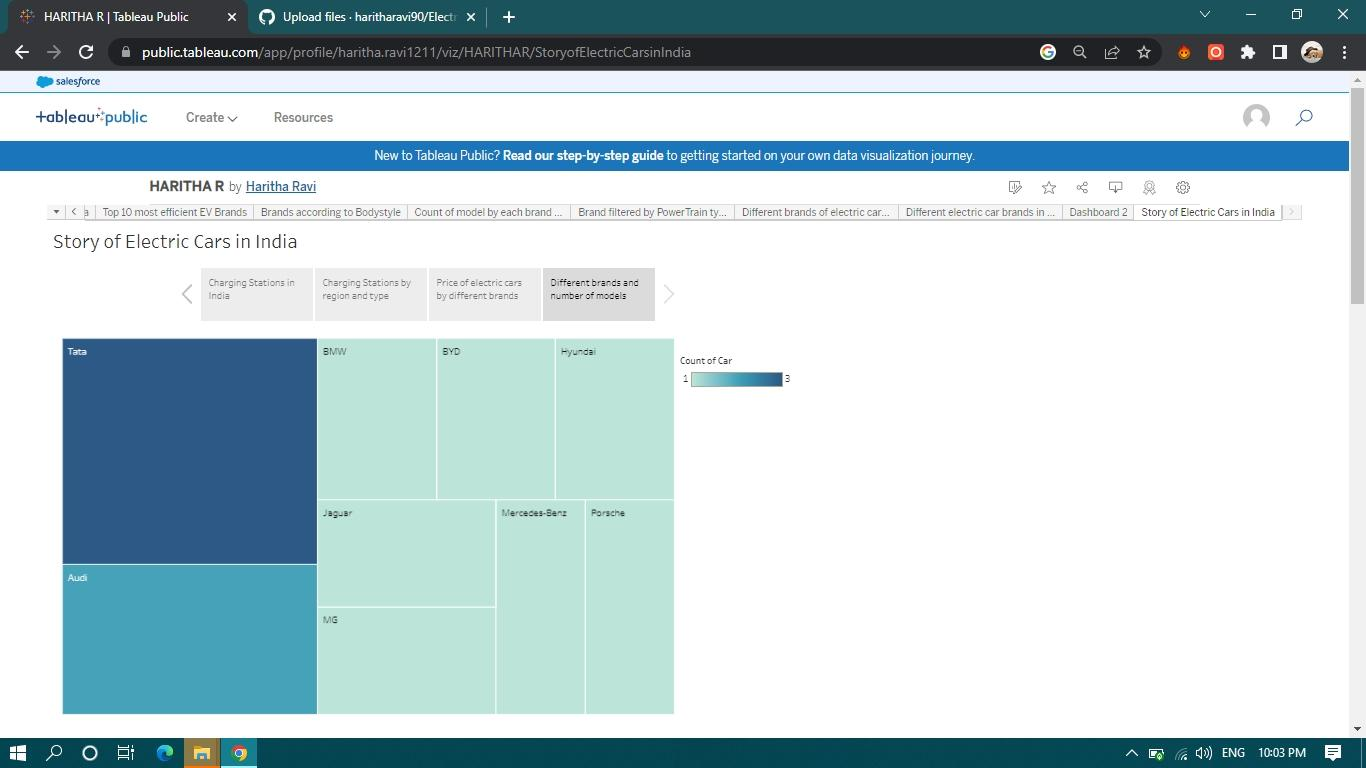 HARITHA R | Tableau Public
Upload files · haritharavi90/Electr
public.tableau.com/app/profile/haritha.ravi1211/viz/HARITHAR/StoryofElectricCarsinIndia
salesforce
+ableau public
Create
Resources
New to Tableau Public? Read our step-by-step guide to getting started on your own data visualization journey.
HARITHA R by Haritha Ravi
a
Top 10 most efficient EV Brands
Brands according to Bodystyle
Count of model by each brand ...
Brand filtered by PowerTrain ty...
Different brands of electric car...
Different electric car brands in ...
Dashboard 2
Story of Electric Cars in India
Story of Electric Cars in India
Charging Stations in
India
Charging Stations by
region and type
Price of electric cars
by different brands
Different brands and
number of models
Tata
BMW
BYD
Hyundai
Count of Car
1
3
Jaguar
Mercedes-Benz
Porsche
Audi
MG
ENG
10:03 PM